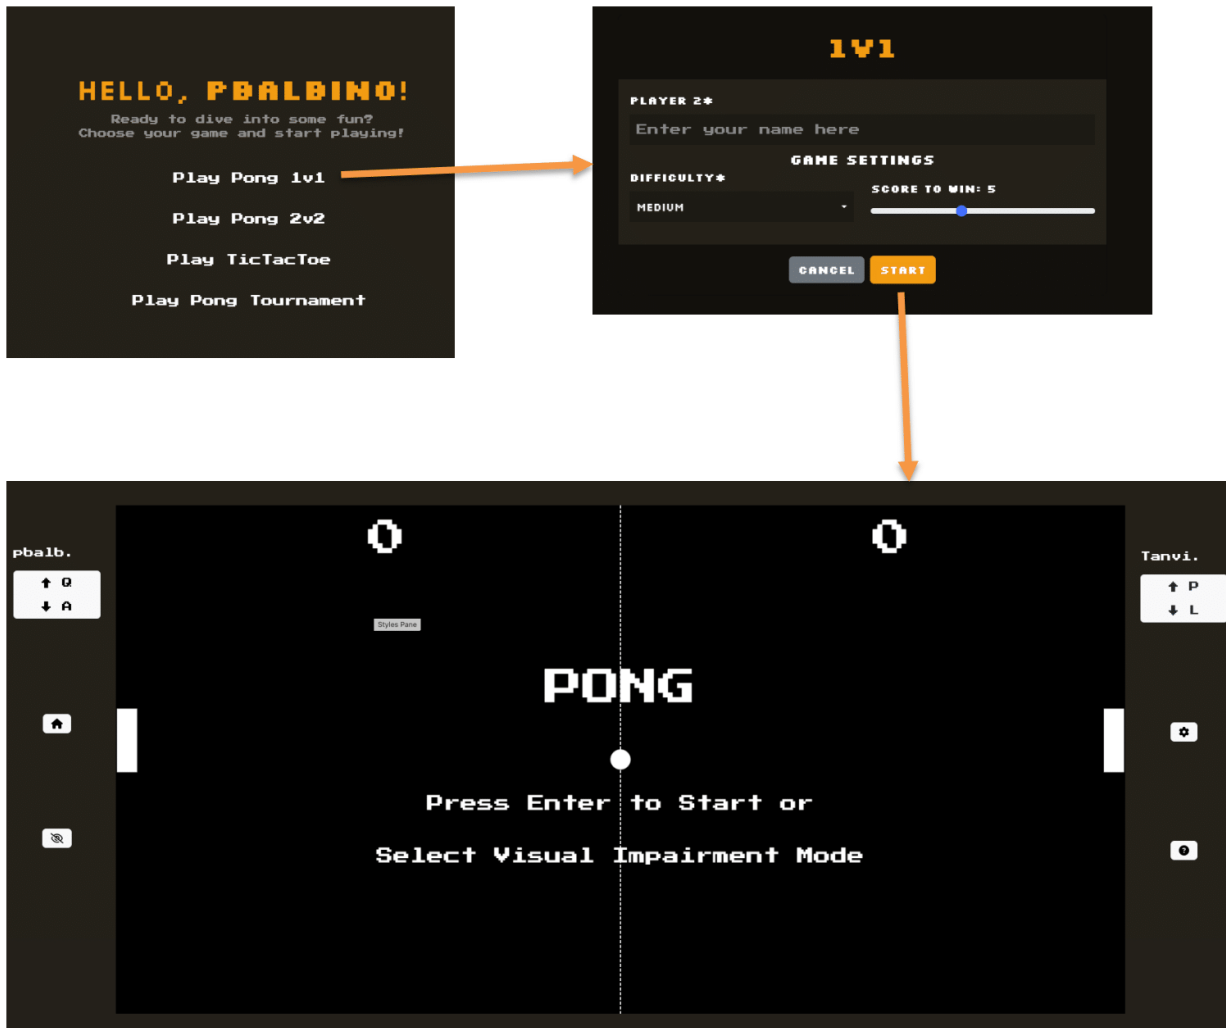 HELLO, PBALBINO!
Ready to dive into some fun?
Choose your game and start playing!
Play Pong 1v1
Play Pong 2v2
Play TicTacToe
Play Pong Tournament
1V1
PLAYER 2*
Enter your name here
GAME SETTINGS
DIFFICULTY*
SCORE TO WIN: 5
MEDIUM
CANCEL
START
0
0
pbalb.
↑ Q
↓ A
Tanvi.
↑ P
↓ L
Styles Pane
PONG
Press Enter to Start or
Select Visual Impairment Mode